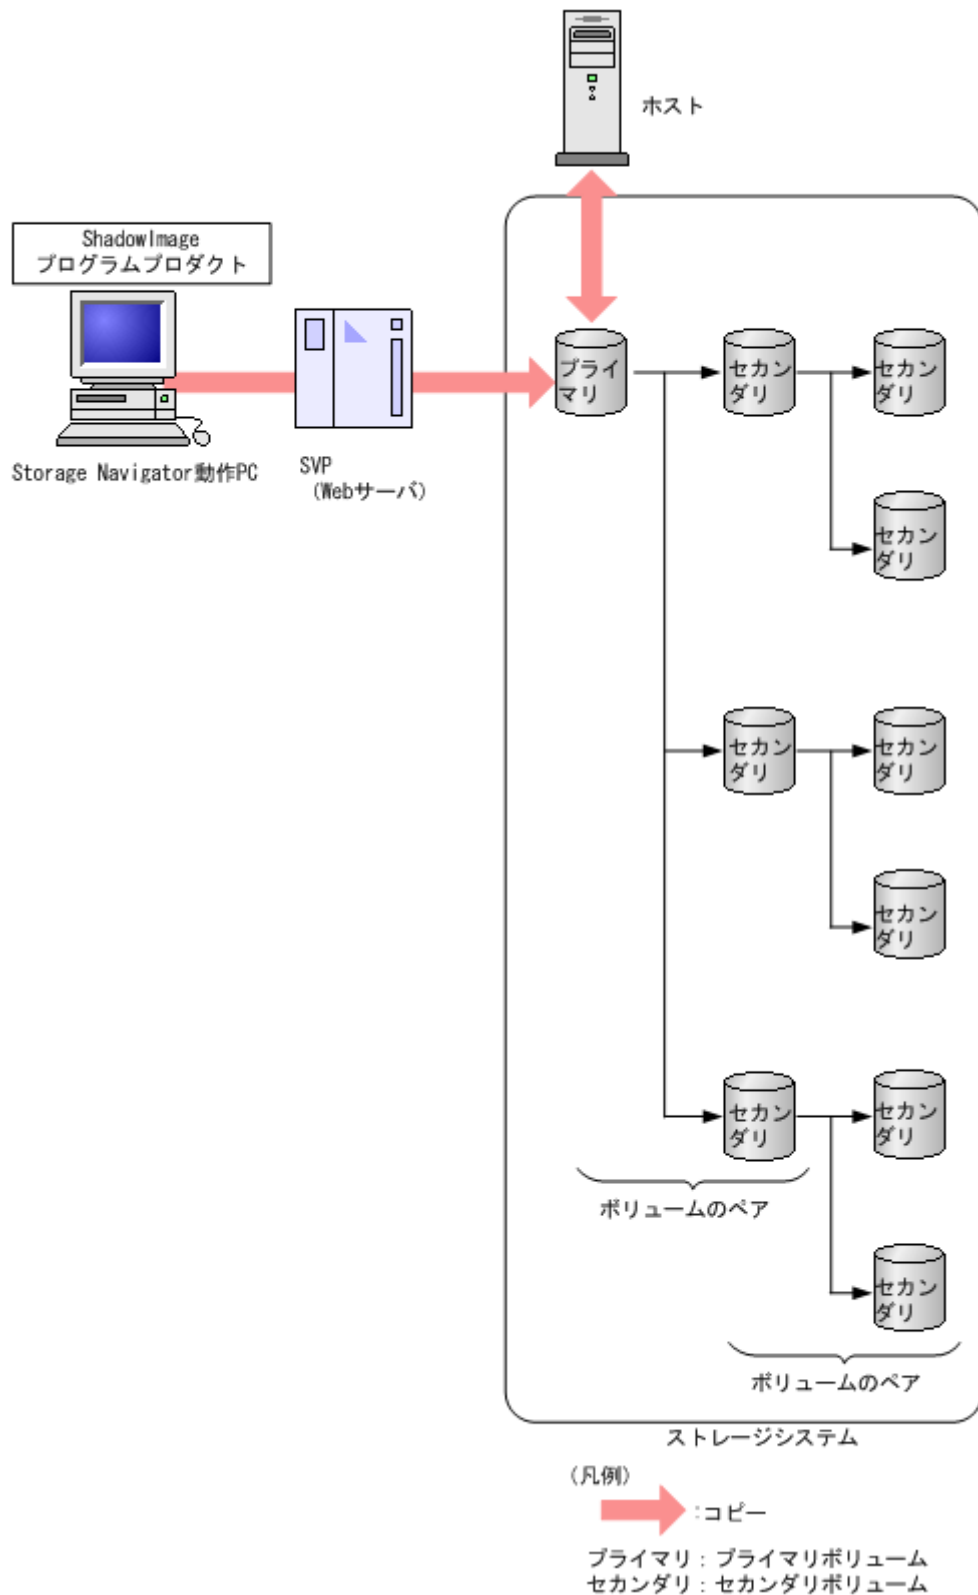 ホスト
ShadowImage
プログラムプロダクト
Storage Navigator動作PC
SVP
(Webサーバ)
プライ
マリ
セカン
ダリ
セカン
ダリ
セカン
ダリ
セカン
ダリ
セカン
ダリ
セカン
ダリ
セカン
ダリ
セカン
ダリ
ボリュームのペア
セカン
ダリ
ボリュームのペア
ストレージシステム
(凡例)
:コピー
プライマリ:プライマリボリューム
セカンダリ:セカンダリボリューム